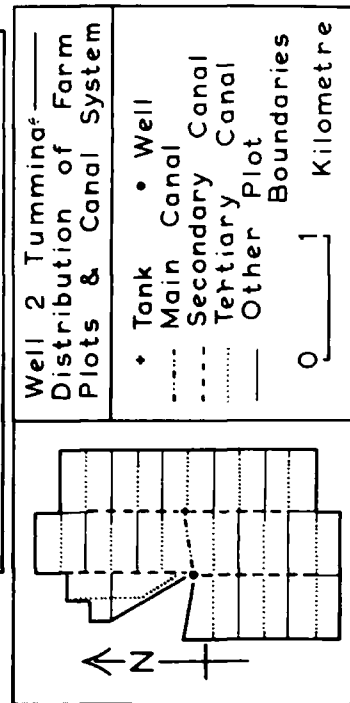 Well 2 Tummina
Distribution of Farm
Plots & Canal System
Tank • Well
Main Canal
Secondary Canal
Tertiary Canal
Other Plot
Boundaries
0 1
Kilometre
N